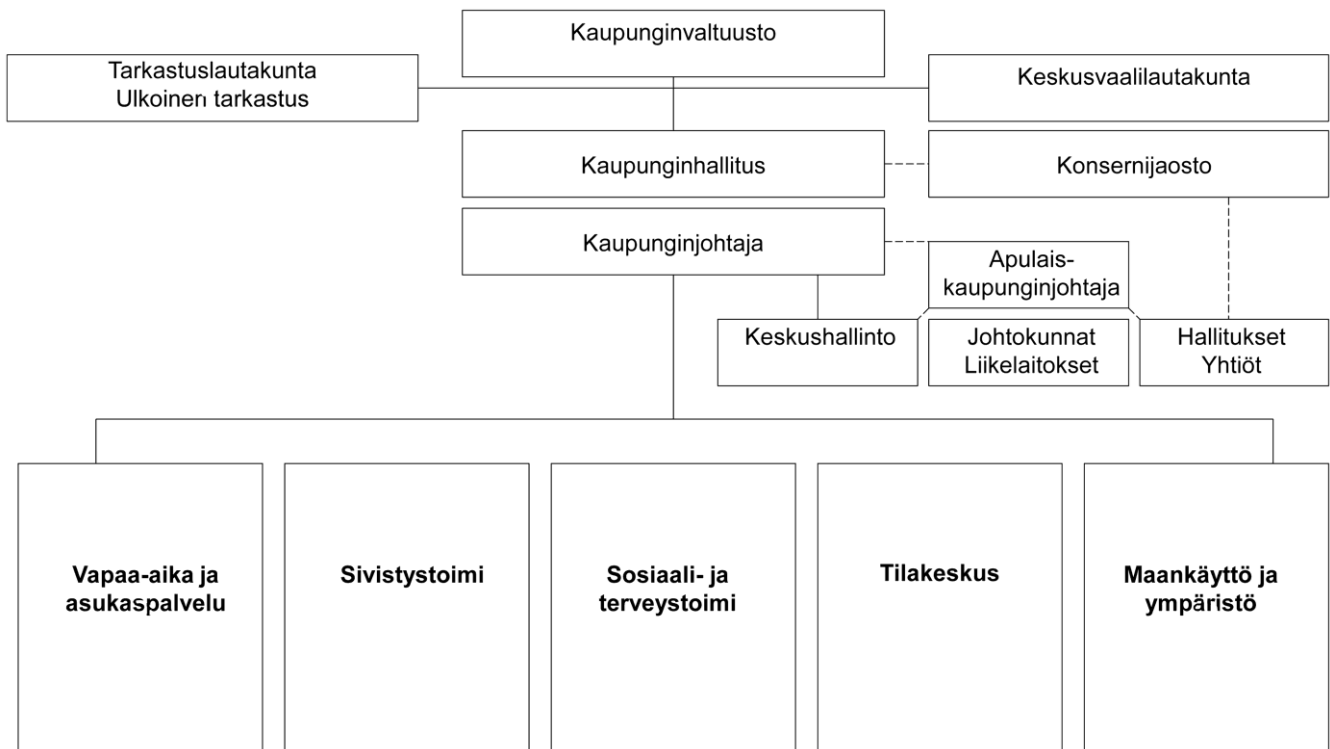 Kaupunginvaltuusto
Tarkastuslautakunta
Ulkoinen tarkastus
Keskusvaalilautakunta
Kaupunginhallitus
Konsernijaosto
Kaupunginjohtaja
Apulais-
kaupunginjohtaja
Keskushallinto
Johtokunnat
Liikelaitokset
Hallitukset
Yhtiöt
Vapaa-aika ja
asukaspalvelu
Sivistystoimi
Sosiaali- ja
terveystoimi
Tilakeskus
Maankäyttö ja
ympäristö